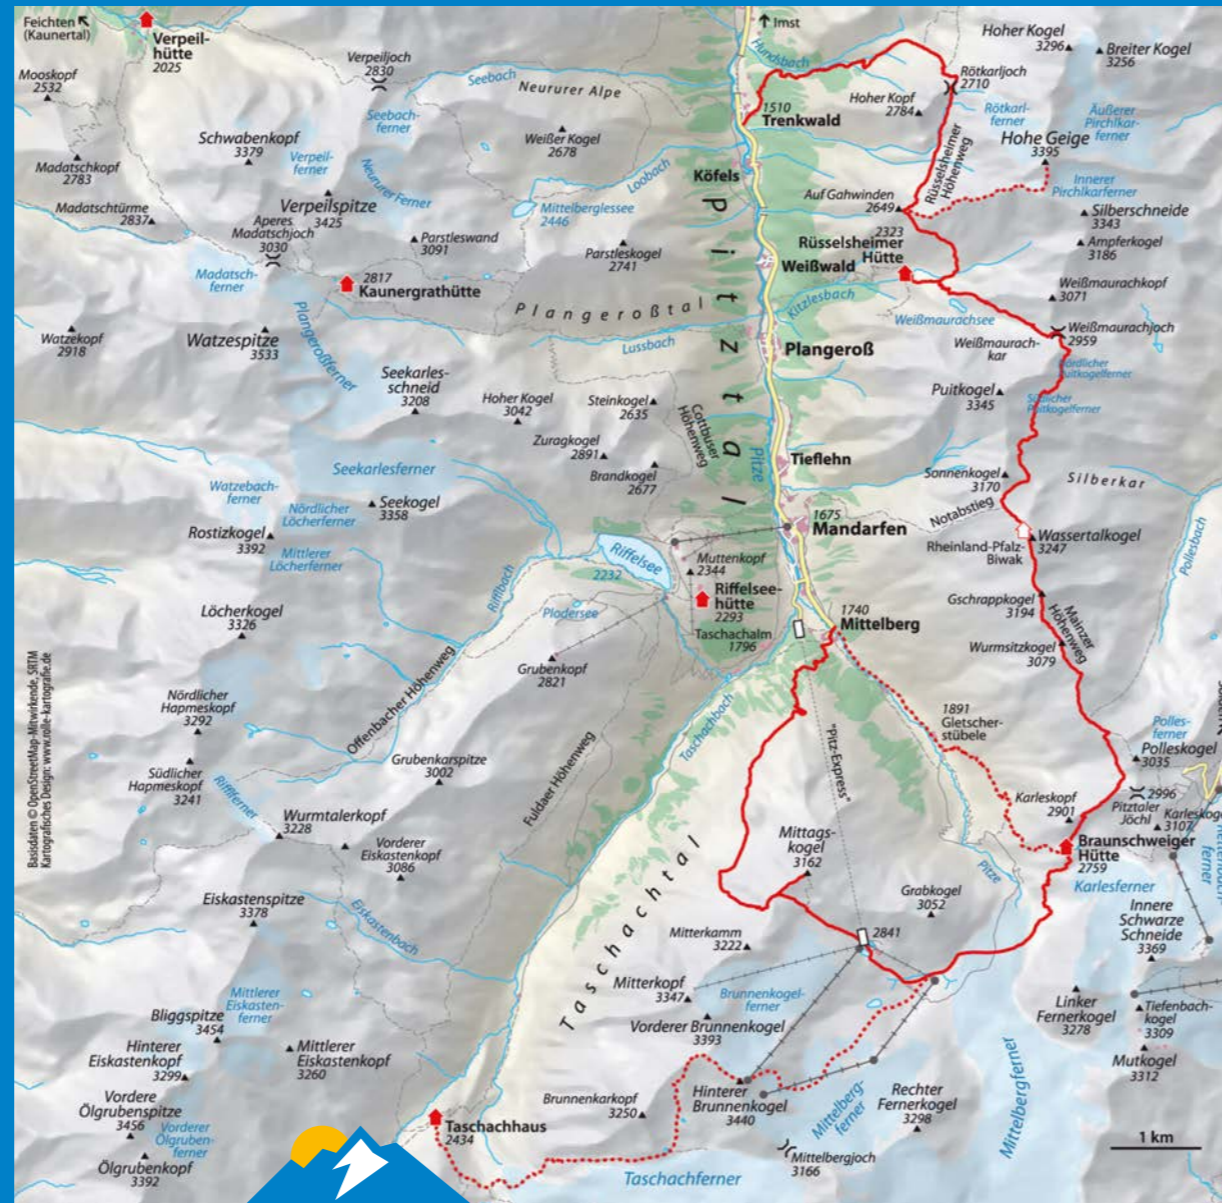 Feichten
(Kaunertal)
Verpeil-
hütte
2025
Mooskopf
2532
Verpeiljoch
2830
Seebach
Neururer Alpe
Seebach-
ferner
Schwabenkopf
3379
Verpeil-
ferner
Neururer Ferner
Weißer Kogel
2678
Madatschkopf
2783
Madatschtürme
2837
Verpeilspitze
3425
Aperes
Madatschjoch
3030
Parstleswand
3091
Loobach
Mittelberglessee
2446
Parstleskogel
2741
Madatsch-
ferner
2817
Kaunergrathütte
Plangeroßtal
Plangeroßferner
Lussbach
Watzekopf
2918
Watzespitze
3533
Seekarles-
schneid
3208
Hoher Kogel
3042
Steinkogel
2635
Zuragkogel
2891
Brandkogel
2677
Cottbuser
Höhenweg
Seekarlesferner
Watzebach-
ferner
Nördlicher
Löcherferner
Seekogel
3358
Rostizkogel
3392
Mittlerer
Löcherferner
Löcherkogel
3326
Imst
Hundsbach
1510
Trenkwald
Köfels
Pitztal
Weißwald
Kitzlesbach
Plangeroß
Pitze
Tieflehn
1675
Mandarfen
1740
Mittelberg
Hoher Kogel
3296
Breiter Kogel
3256
Rötkarljoch
2710
Hoher Kopf
2784
Rötkarl-
ferner
Äußerer
Pirchlkar-
ferner
Hohe Geige
3395
Rüsselsheimer
Höhenweg
Innerer
Pirchlkarferner
Auf Gahwinden
2649
Silberschneide
3343
2323
Rüsselsheimer
Hütte
Ampferkogel
3186
Weißmaurachkopf
3071
Weißmaurachsee
Weißmaurachjoch
2959
Weißmaurach-
kar
Nördlicher
Puitkogelferner
Puitkogel
3345
Südlicher
Puitkogelferner
Sonnenkogel
3170
Silberkar
Notabstieg
Wassertalkogel
3247
Rheinland-Pfalz-
Biwak
Pollesbach
Gschrappkogel
3194
Mainzer
Höhenweg
Wurmsitzkogel
3079
Riffelsee
2232
Muttenkopf
2344
Riffelsee-
hütte
2293
Taschachalm
1796
Rifflbach
Plodersee
Grubenkopf
2821
Offenbacher Höhenweg
Nördlicher
Hapmeskopf
3292
Südlicher
Hapmeskopf
3241
Rifflferner
Grubenkarspitze
3002
Fuldaer Höhenweg
Taschachbach
"Pitz-Express"
1891
Gletscher-
stübele
Polles-
ferner
Polleskogel
3035
2996
Pitztaler
Jöchl
Karleskogel
3107
Karleskopf
2901
Braunschweiger
Hütte
2759
Wurmtalerkopf
3228
Vorderer
Eiskastenkopf
3086
Mittags-
kogel
3162
Pitze
Karlesferner
Eiskastenspitze
3378
Eiskastenbach
Taschachtal
Grabkogel
3052
Innere
Schwarze
Schneide
3369
Mitterkamm
3222
2841
Mitterkopf
3347
Brunnenkogel-
ferner
Vorderer Brunnenkogel
3393
Linker
Fernerkogel
3278
Tiefenbach-
kogel
3309
Mutkogel
3312
Mittlerer
Eiskasten-
ferner
Bliggspitze
3454
Hinterer
Eiskastenkopf
3299
Mittlerer
Eiskastenkopf
3260
Vordere
Ölgrubenspitze
3456
Vorderer
Ölgruben-
ferner
Ölgrubenkopf
3392
Taschachhaus
2434
Brunnenkarkopf
3250
Hinterer
Brunnenkogel
3440
Mittelberg-
ferner
Rechter
Fernerkogel
3298
Mittelbergferner
Mittelbergjoch
3166
Taschachferner
1 km
Basisdaten © OpenStreetMap-Mitwirkende, SRTM
Kartografisches Design: www.rolle-kartografie.de